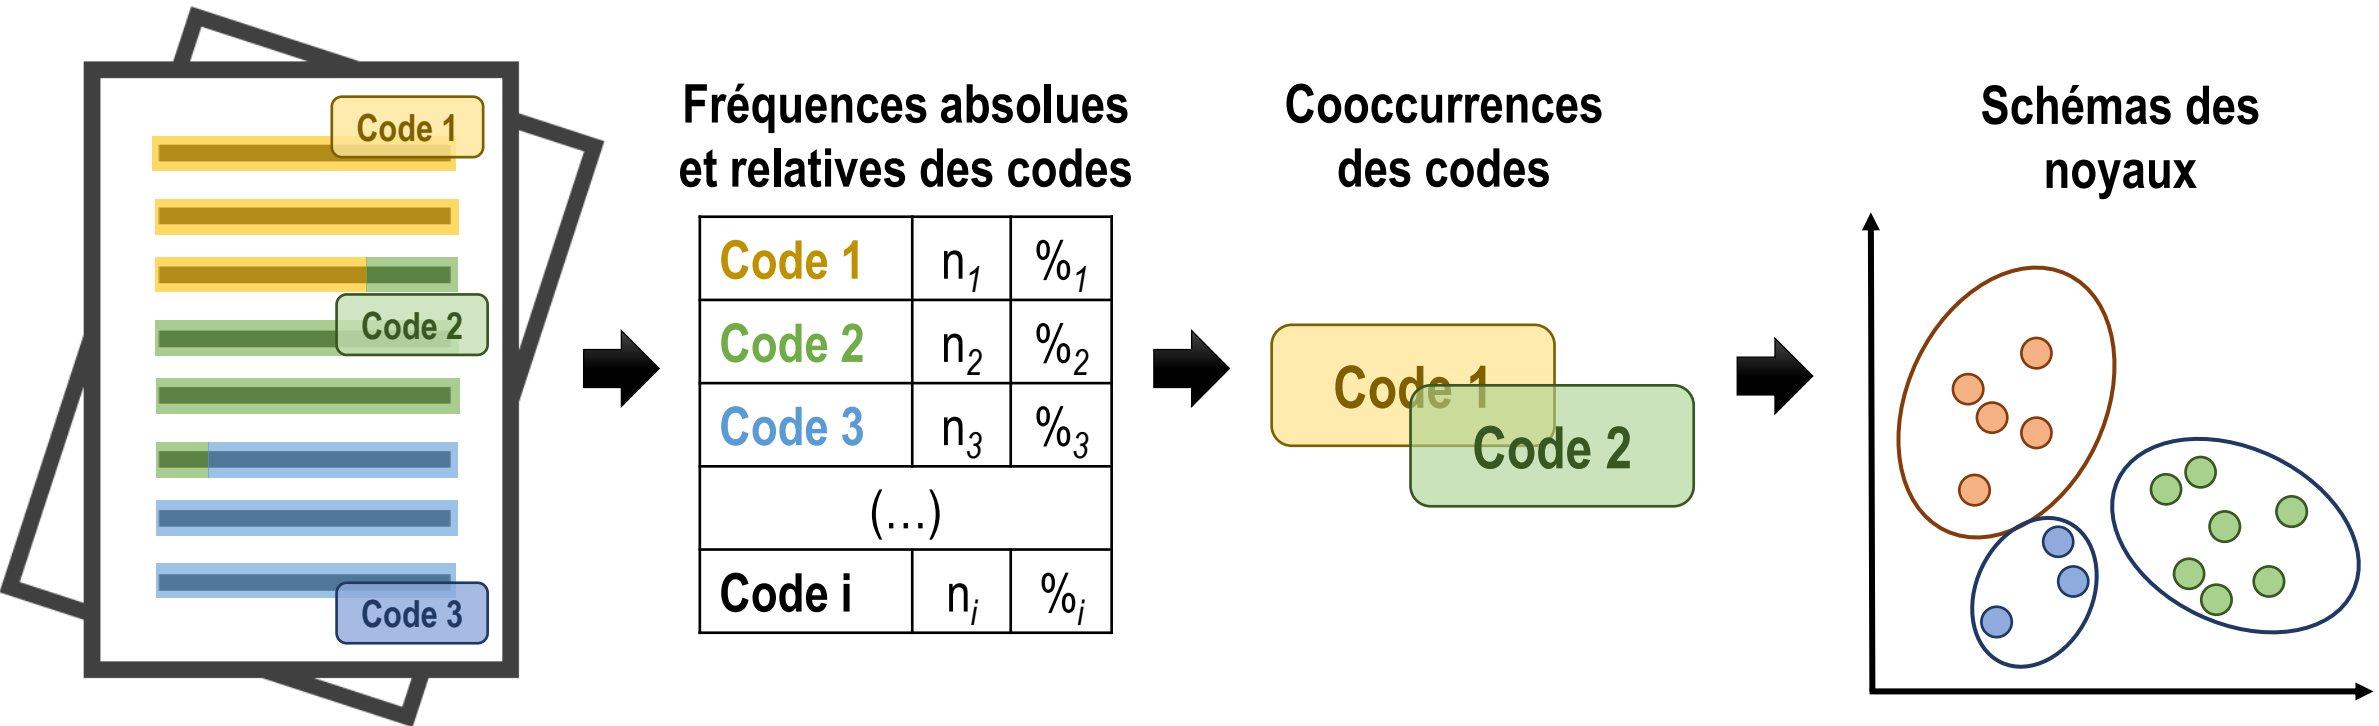 Code 1
Code 2
Code 3
Fréquences absolues
et relatives des codes
Code 1 n1 %1
Code 2 n2 %2
Code 3 n3 %3
(...)
Code i ni %i
Cooccurrences
des codes
Code 1
Code 2
Schémas des
noyaux